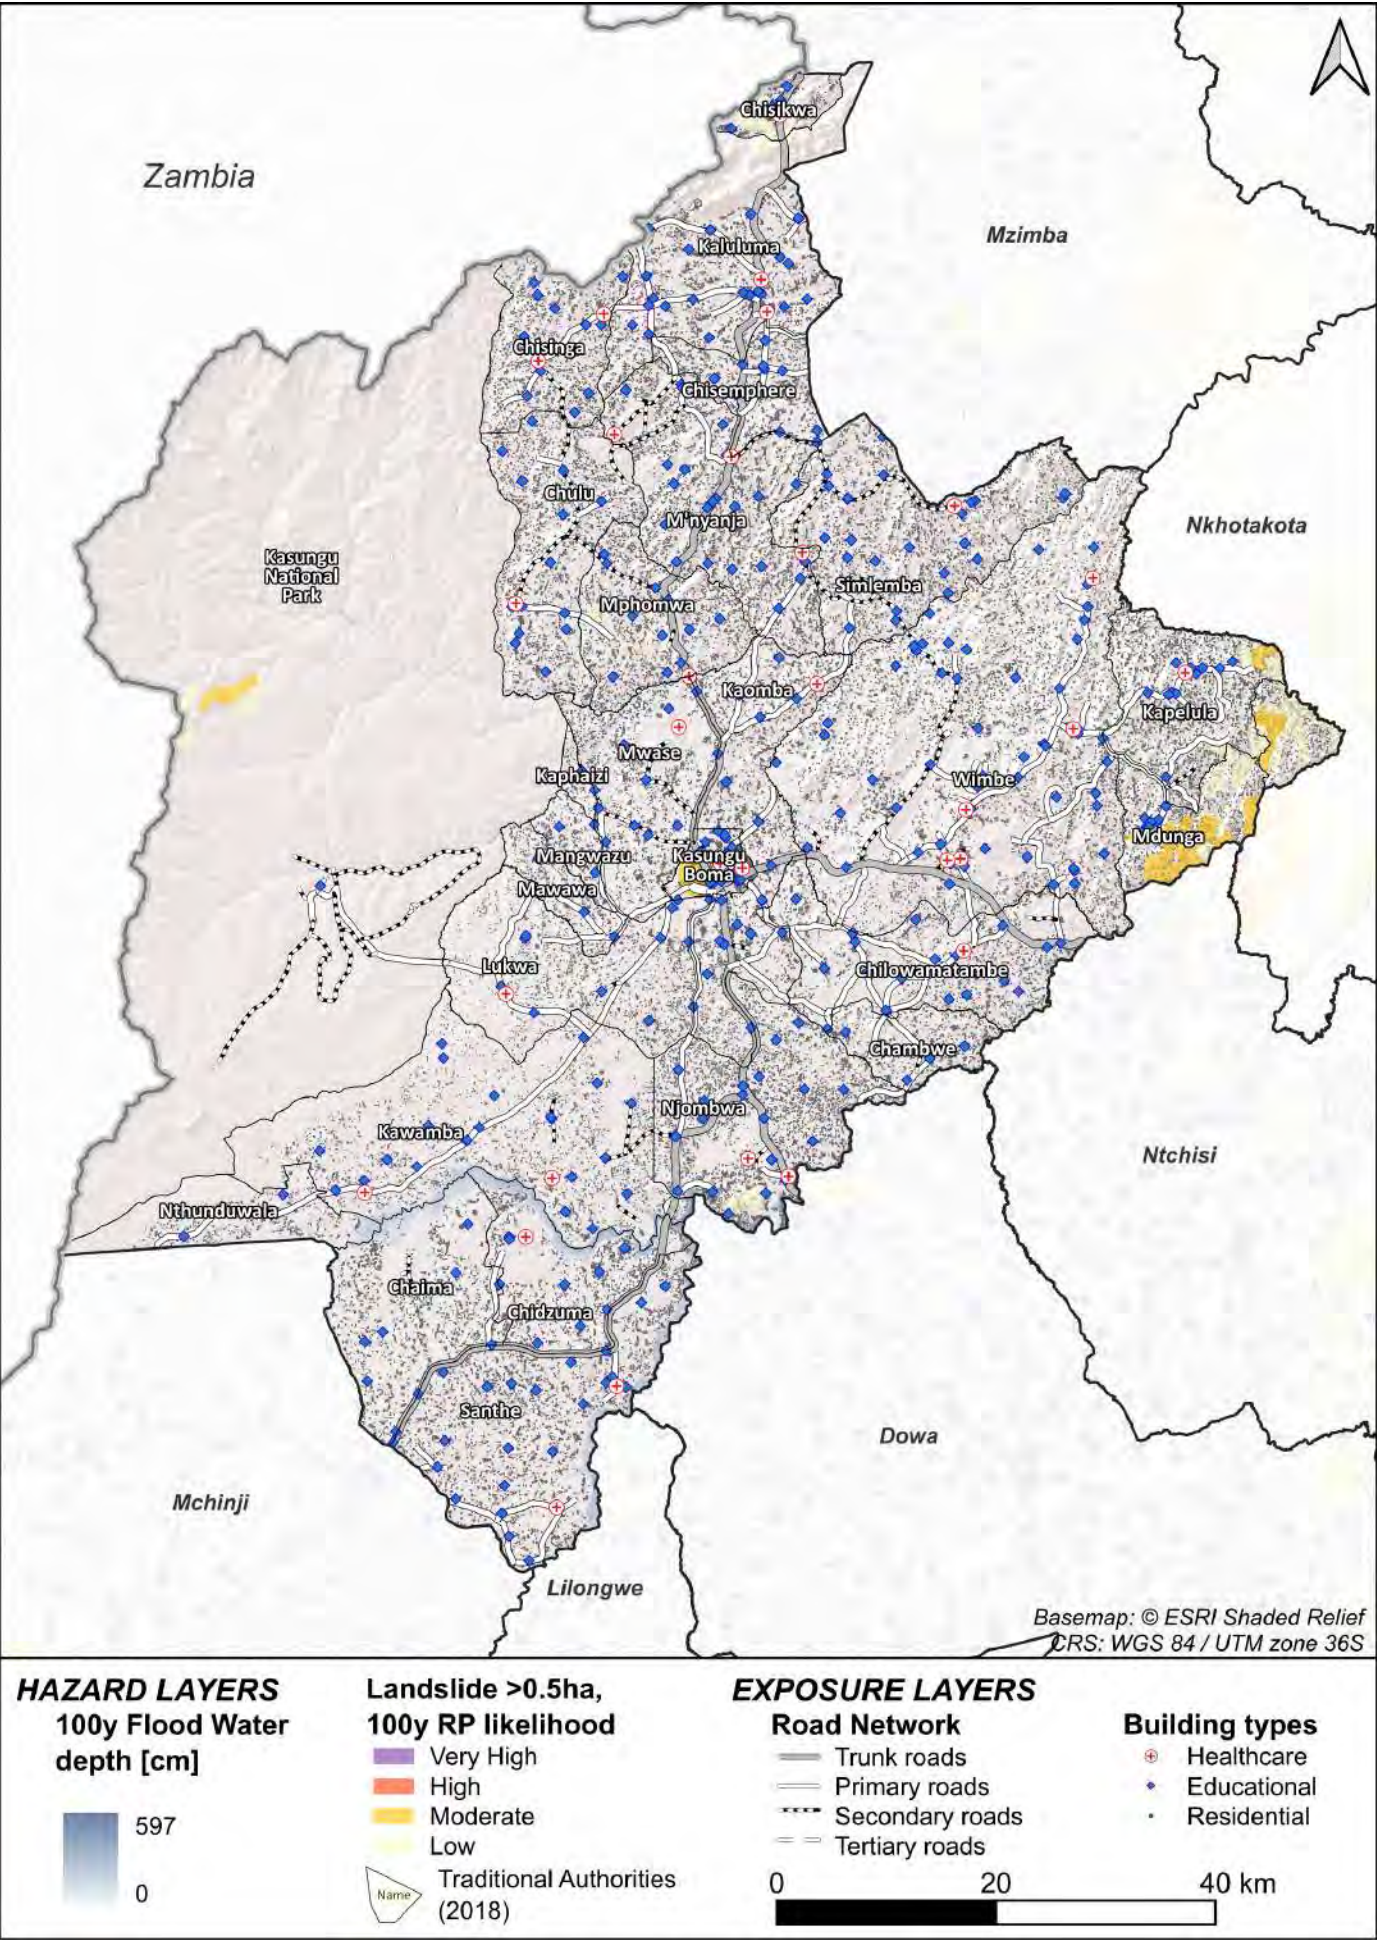 Chisikwa
Zambia
Mzimba
Kaluluma
Chisinga
Chisemphere
Chulu
M'nyanja
Nkhotakota
Kasungu
National
Park
Simlemba
Mphomwa
Kaomba
Kapelula
Mwase
Kaphaizi
Wimbe
Mdunga
Mangwazu
Kasungu
Boma
Mawawa
Lukwa
Chilowamatambe
Chambwe
Njombwa
Kawamba
Ntchisi
Nthunduwala
Chaima
Chidzuma
Santhe
Dowa
Mchinji
Lilongwe
Basemap: © ESRI Shaded Relief
CRS: WGS 84 / UTM zone 36S
HAZARD LAYERS
100y Flood Water
depth [cm]
597
0
Landslide >0.5ha,
100y RP likelihood
Very High
High
Moderate
Low
Name
Traditional Authorities
(2018)
EXPOSURE LAYERS
Road Network
Trunk roads
Primary roads
Secondary roads
Tertiary roads
Building types
Healthcare
Educational
Residential
0 20 40 km